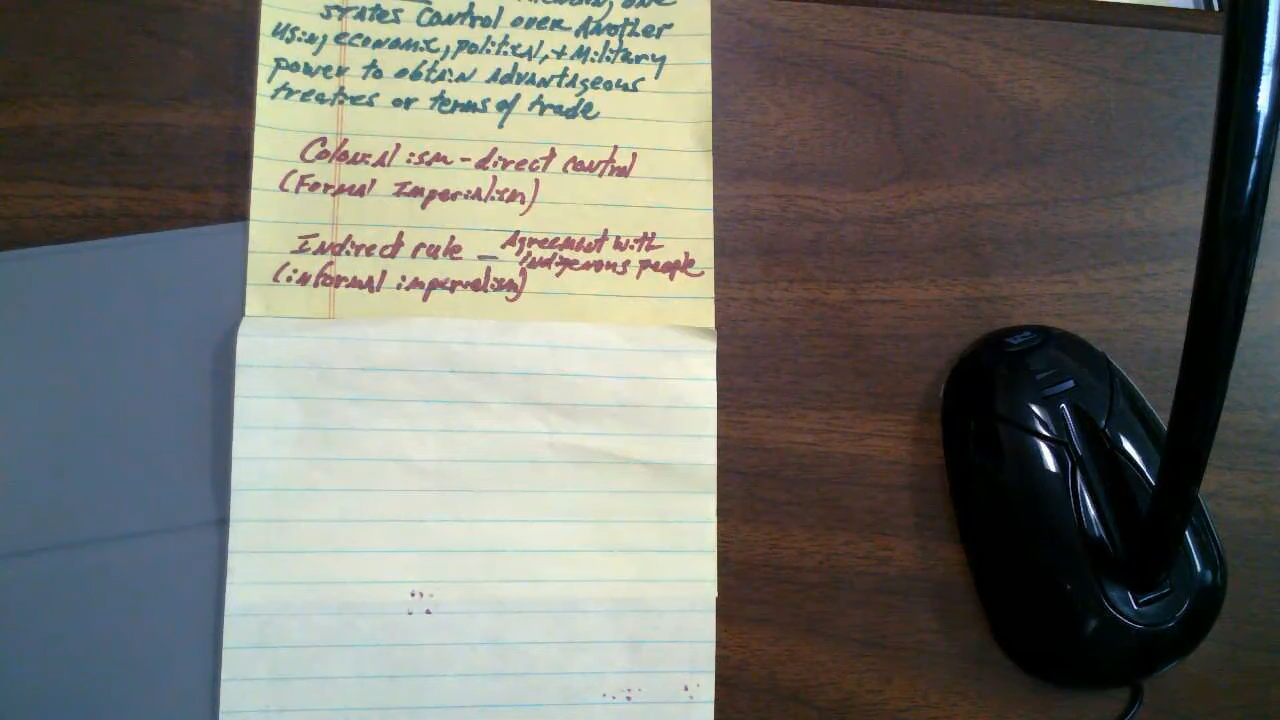 one
states Control over Another
using economic, political, + Military
power to obtain advantageous
treaties or terms of trade
Colonialism - direct control
(Formal Imperialism)
Indirect rule - Agreement with
indigenous people
(informal imperialism)